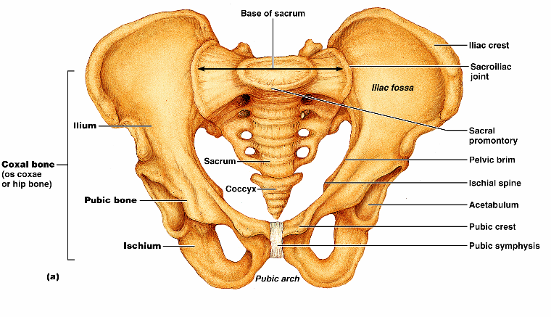 Base of sacrum
Iliac crest
Sacroiliac
joint
Iliac fossa
Ilium
Sacral
promontory
Sacrum
Pelvic brim
Coxal bone
(os coxae
or hip bone)
Coccyx
Ischial spine
Pubic bone
Acetabulum
Pubic crest
Ischium
Pubic symphysis
(a)
Pubic arch